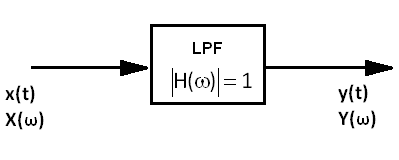 LPF
|H(ω)| = 1
x(t)
X(ω)
y(t)
Y(ω)